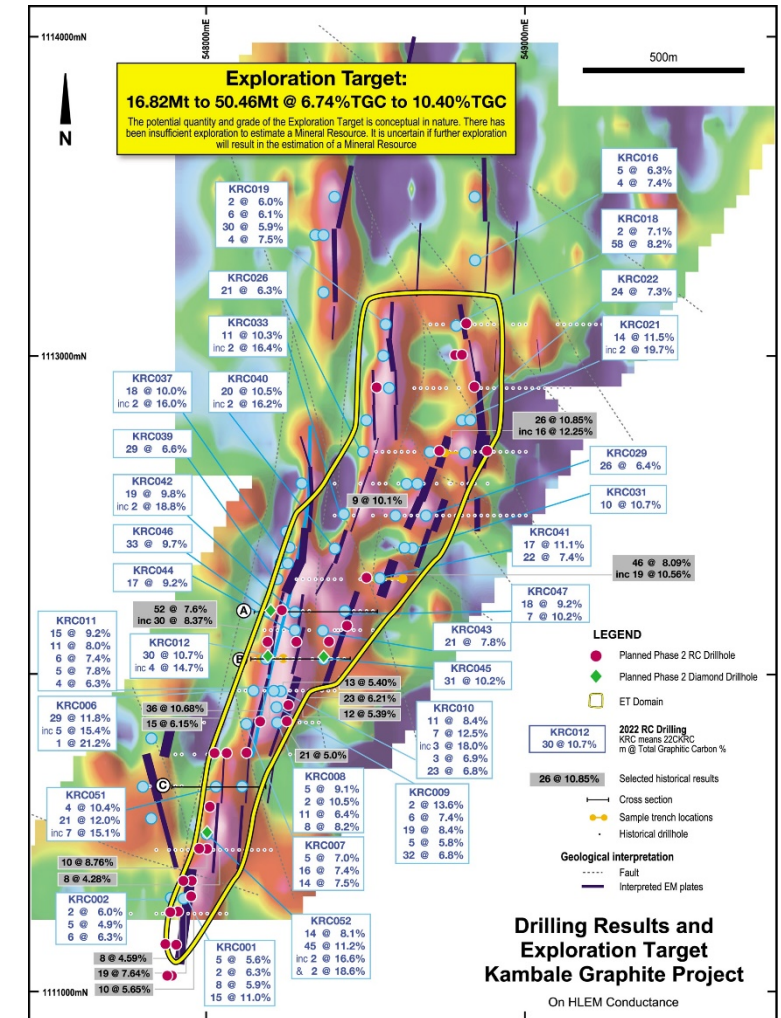 1114000mN
548000mE
549000mE
500m
N
Exploration Target:
16.82Mt to 50.46Mt @ 6.74%TGC to 10.40%TGC
The potential quantity and grade of the Exploration Target is conceptual in nature. There has
been insufficient exploration to estimate a Mineral Resource. It is uncertain if further exploration
will result in the estimation of a Mineral Resource
KRC019
2 @ 6.0%
6 @ 6.1%
30 @ 5.9%
4 @ 7.5%
KRC016
5 @ 6.3%
4 @ 7.4%
KRC018
2 @ 7.1%
58 @ 8.2%
KRC026
21 @ 6.3%
KRC022
24 @ 7.3%
KRC033
11 @ 10.3%
inc 2 @ 16.4%
KRC021
14 @ 11.5%
inc 2 @ 19.7%
1113000mN
KRC037
18 @ 10.0%
inc 2 @ 16.0%
KRC040
20 @ 10.5%
inc 2 @ 16.2%
26 @ 10.85%
inc 16 @ 12.25%
KRC039
29 @ 6.6%
KRC029
26 @ 6.4%
KRC042
19 @ 9.8%
inc 2 @ 18.8%
9 @ 10.1%
KRC031
10 @ 10.7%
KRC046
33 @ 9.7%
KRC041
17 @ 11.1%
22 @ 7.4%
KRC044
17 @ 9.2%
46 @ 8.09%
inc 19 @ 10.56%
52 @ 7.6%
inc 30 @ 8.37%
A
KRC047
18 @ 9.2%
7 @ 10.2%
KRC011
15 @ 9.2%
11 @ 8.0%
6 @ 7.4%
5 @ 7.8%
4 @ 6.3%
KRC012
30 @ 10.7%
inc 4 @ 14.7%
B
KRC043
21 @ 7.8%
KRC045
31 @ 10.2%
13 @ 5.40%
23 @ 6.21%
12 @ 5.39%
KRC006
29 @ 11.8%
inc 5 @ 15.4%
1 @ 21.2%
36 @ 10.68%
15 @ 6.15%
KRC010
11 @ 8.4%
7 @ 12.5%
inc 3 @ 18.0%
3 @ 6.9%
23 @ 6.8%
21 @ 5.0%
C
KRC051
4 @ 10.4%
21 @ 12.0%
inc 7 @ 15.1%
KRC008
5 @ 9.1%
2 @ 10.5%
11 @ 6.4%
8 @ 8.2%
KRC009
2 @ 13.6%
6 @ 7.4%
19 @ 8.4%
5 @ 5.8%
32 @ 6.8%
KRC007
5 @ 7.0%
16 @ 7.4%
14 @ 7.5%
10 @ 8.76%
8 @ 4.28%
KRC002
2 @ 6.0%
5 @ 4.9%
6 @ 6.3%
KRC052
14 @ 8.1%
45 @ 11.2%
inc 2 @ 16.6%
& 2 @ 18.6%
KRC001
5 @ 5.6%
2 @ 6.3%
8 @ 5.9%
15 @ 11.0%
8 @ 4.59%
19 @ 7.64%
10 @ 5.65%
1111000mN
LEGEND
Planned Phase 2 RC Drillhole
Planned Phase 2 Diamond Drillhole
ET Domain
KRC012
30 @ 10.7%
2022 RC Drilling
KRC means 22CKRC
m @ Total Graphitic Carbon %
26 @ 10.85%
Selected historical results
Cross section
Sample trench locations
Historical drillhole
Geological interpretation
Fault
Interpreted EM plates
Drilling Results and
Exploration Target
Kambale Graphite Project
On HLEM Conductance